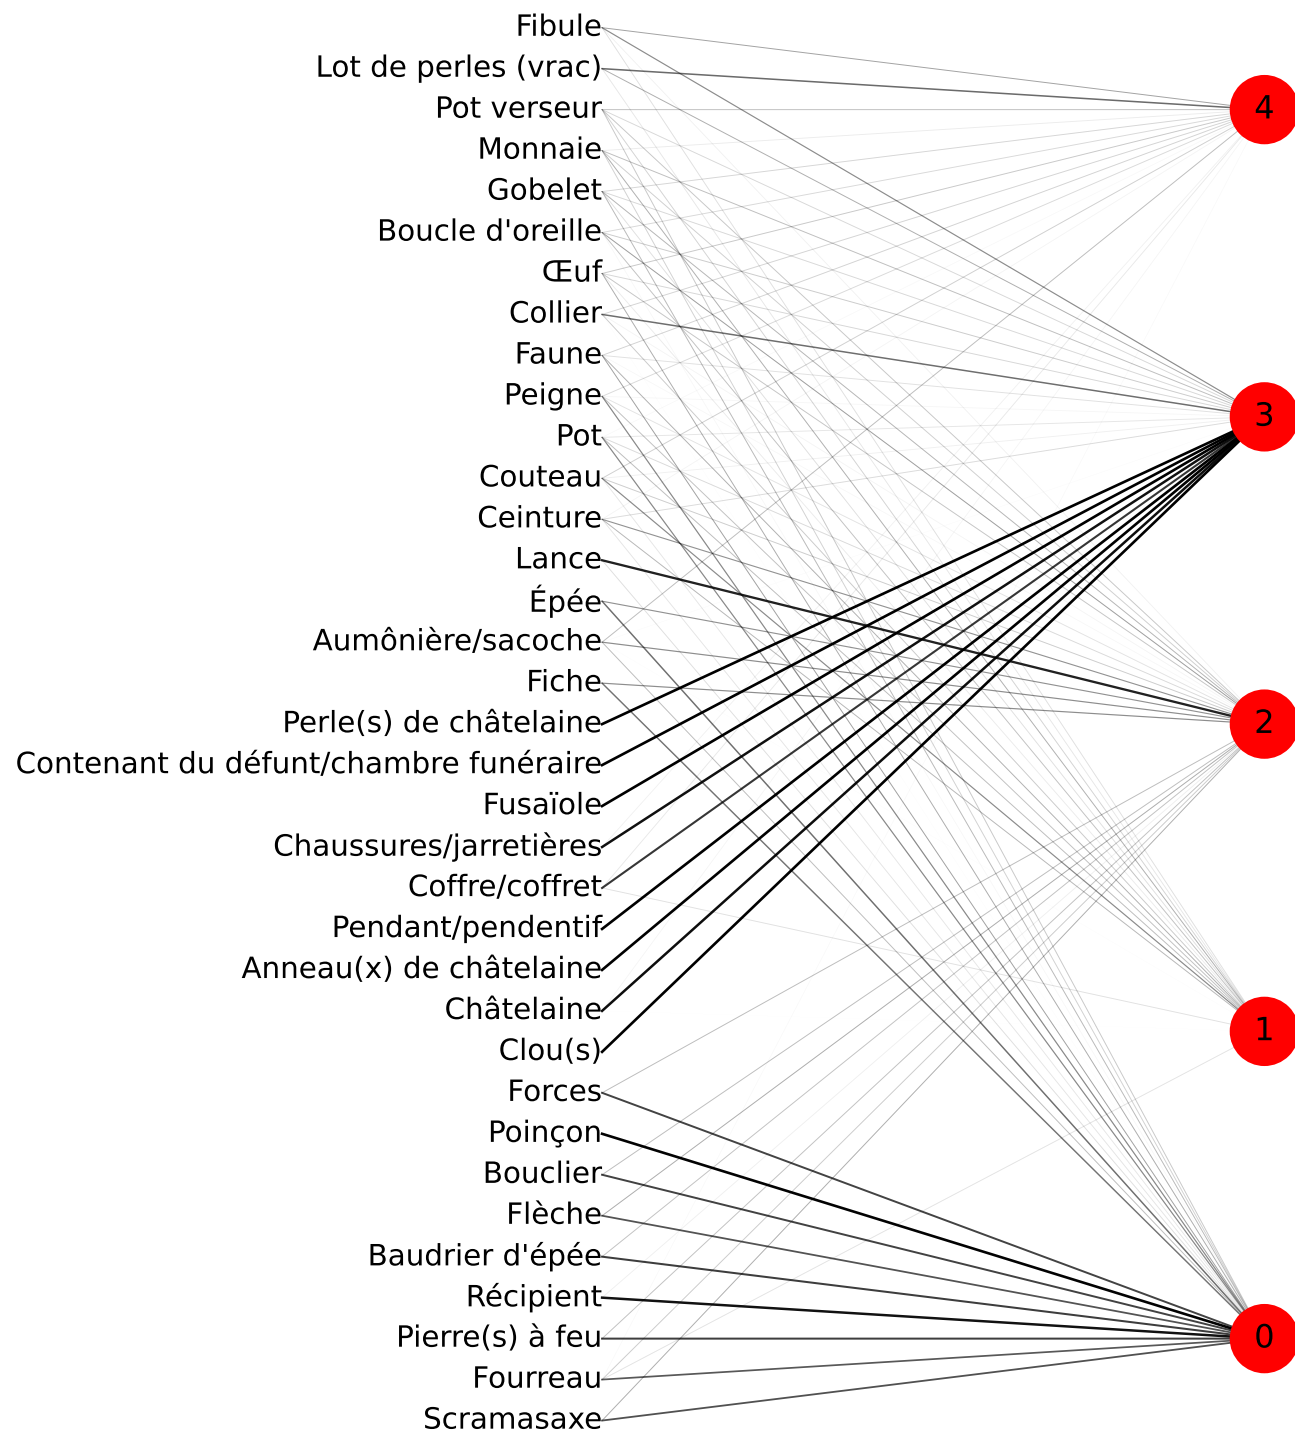 Fibule
Lot de perles (vrac)
Pot verseur
Monnaie
Gobelet
Boucle d'oreille
Œuf
Collier
Faune
Peigne
Pot
Couteau
Ceinture
Lance
Épée
Aumônière/sacoche
Fiche
Perle(s) de châtelaine
Contenant du défunt/chambre funéraire
Fusaïole
Chaussures/jarretières
Coffre/coffret
Pendant/pendentif
Anneau(x) de châtelaine
Châtelaine
Clou(s)
Forces
Poinçon
Bouclier
Flèche
Baudrier d'épée
Récipient
Pierre(s) à feu
Fourreau
Scramasaxe
4
3
2
1
0